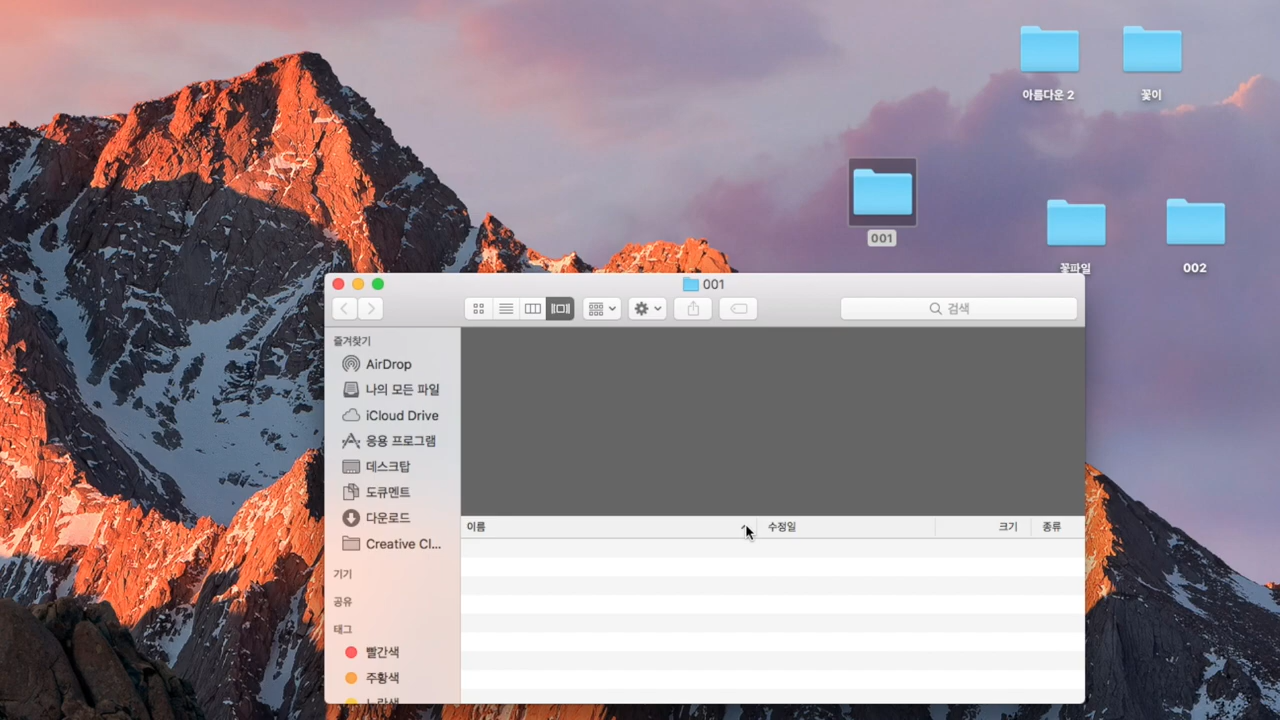 아름다운 2
꽃이
001
꽃파일
002
001
검색
즐겨찾기
AirDrop
나의 모든 파일
iCloud Drive
응용 프로그램
데스크탑
도큐멘트
다운로드
Creative Cl...
기기
공유
태그
빨간색
주황색
노란색
이름
수정일
크기
종류